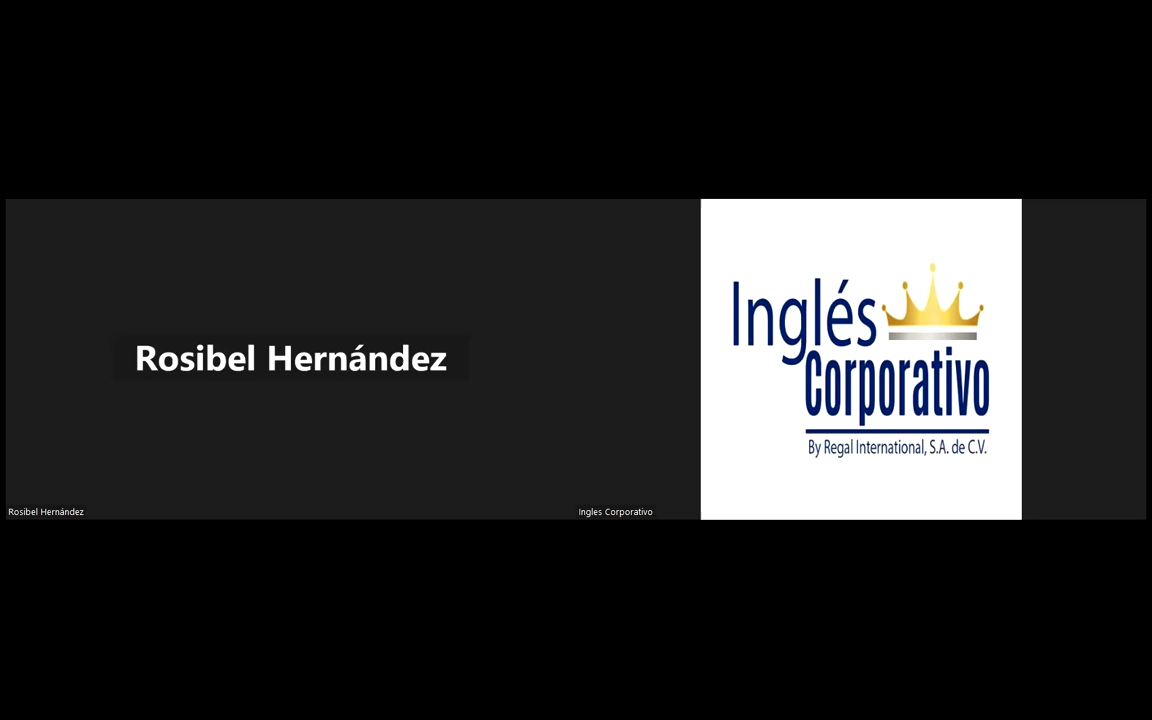 Rosibel Hernández
Rosibel Hernández
Inglés
Corporativo
By Regal International, S.A. de C.V.
Ingles Corporativo